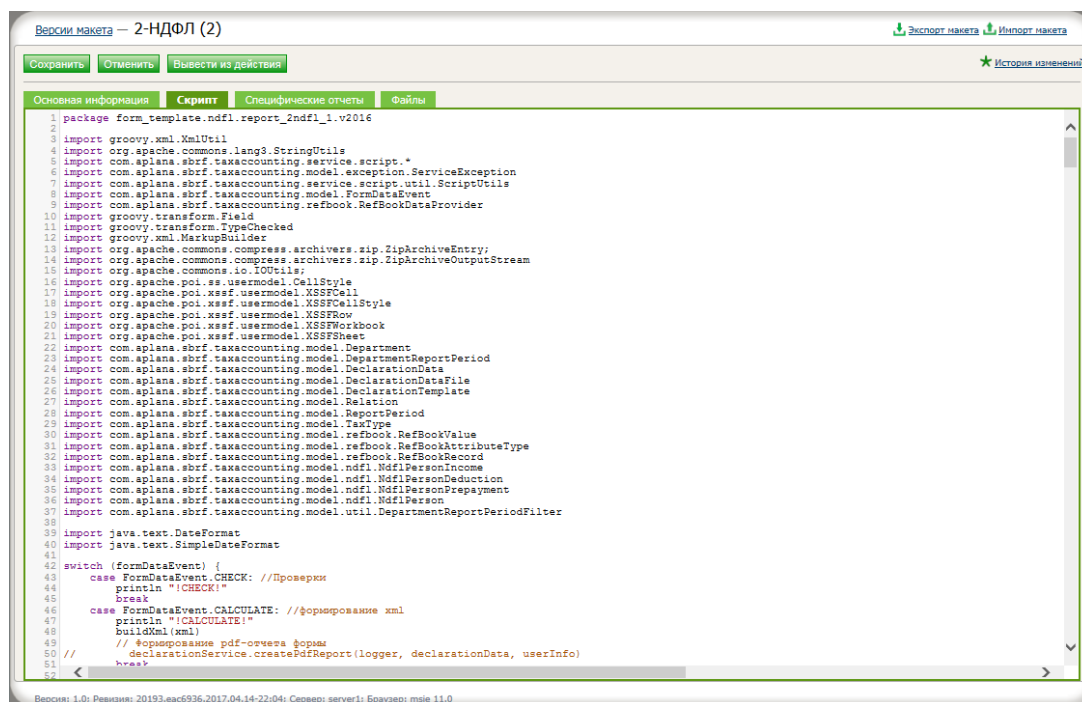 Версии макета — 2-НДФЛ (2)
Экспорт макета Импорт макета
Сохранить Отменить Вывести из действия
История изменений
Основная информация Скрипт Специфические отчеты Файлы
1 package form_template.ndfl.report_2ndfl_1.v2016
2
3 import groovy.xml.XmlUtil
4 import org.apache.commons.lang3.StringUtils
5 import com.aplana.sbrf.taxaccounting.service.script.*
6 import com.aplana.sbrf.taxaccounting.model.exception.ServiceException
7 import com.aplana.sbrf.taxaccounting.service.script.util.ScriptUtils
8 import com.aplana.sbrf.taxaccounting.model.FormDataEvent
9 import com.aplana.sbrf.taxaccounting.refbook.RefBookDataProvider
10 import groovy.transform.Field
11 import groovy.transform.TypeChecked
12 import groovy.xml.MarkupBuilder
13 import org.apache.commons.compress.archivers.zip.ZipArchiveEntry;
14 import org.apache.commons.compress.archivers.zip.ZipArchiveOutputStream
15 import org.apache.commons.io.IOUtils;
16 import org.apache.poi.ss.usermodel.CellStyle
17 import org.apache.poi.xssf.usermodel.XSSFCell
18 import org.apache.poi.xssf.usermodel.XSSFCellStyle
19 import org.apache.poi.xssf.usermodel.XSSFRow
20 import org.apache.poi.xssf.usermodel.XSSFWorkbook
21 import org.apache.poi.xssf.usermodel.XSSFSheet
22 import com.aplana.sbrf.taxaccounting.model.Department
23 import com.aplana.sbrf.taxaccounting.model.DepartmentReportPeriod
24 import com.aplana.sbrf.taxaccounting.model.DeclarationData
25 import com.aplana.sbrf.taxaccounting.model.DeclarationDataFile
26 import com.aplana.sbrf.taxaccounting.model.DeclarationTemplate
27 import com.aplana.sbrf.taxaccounting.model.Relation
28 import com.aplana.sbrf.taxaccounting.model.ReportPeriod
29 import com.aplana.sbrf.taxaccounting.model.TaxType
30 import com.aplana.sbrf.taxaccounting.model.refbook.RefBookValue
31 import com.aplana.sbrf.taxaccounting.model.refbook.RefBookAttributeType
32 import com.aplana.sbrf.taxaccounting.model.refbook.RefBookRecord
33 import com.aplana.sbrf.taxaccounting.model.ndfl.NdflPersonIncome
34 import com.aplana.sbrf.taxaccounting.model.ndfl.NdflPersonDeduction
35 import com.aplana.sbrf.taxaccounting.model.ndfl.NdflPersonPrepayment
36 import com.aplana.sbrf.taxaccounting.model.ndfl.NdflPerson
37 import com.aplana.sbrf.taxaccounting.model.util.DepartmentReportPeriodFilter
38
39 import java.text.DateFormat
40 import java.text.SimpleDateFormat
41
42 switch (formDataEvent) {
43 case FormDataEvent.CHECK: //Проверки
44 println "!CHECK!"
45 break
46 case FormDataEvent.CALCULATE: //формирование xml
47 println "!CALCULATE!"
48 buildXml(xml)
49 // Формирование pdf-отчета формы
50 // declarationService.createPdfReport(logger, declarationData, userInfo)
51 break
52
Версия: 1.0; Ревизия: 20193.eac6936.2017.04.14-22:04; Сервер: server1; Браузер: msie 11.0